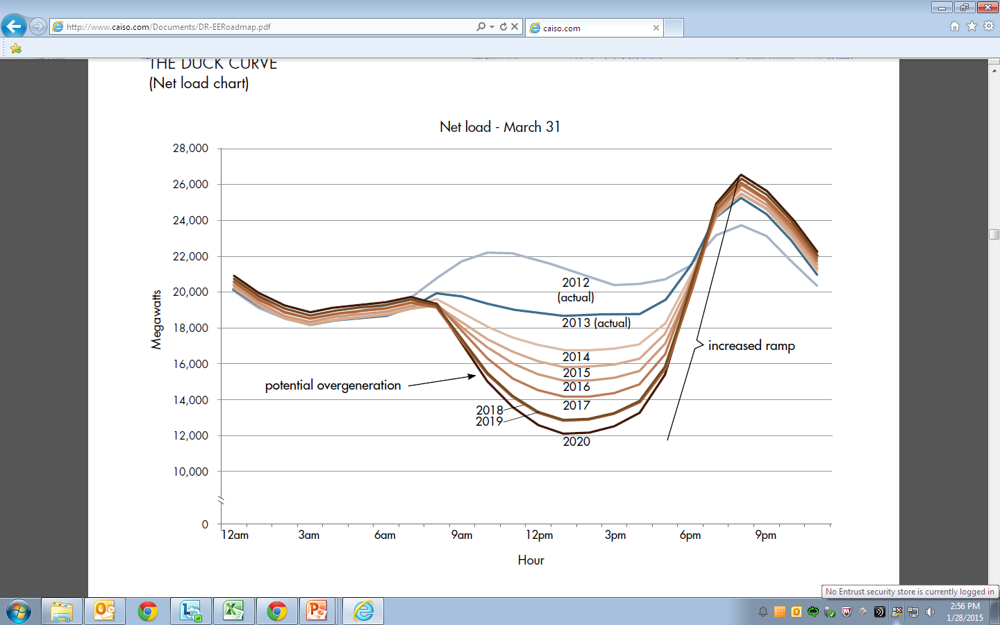 http://www.caiso.com/Documents/DR-EERoadmap.pdf
caiso.com
THE DUCK CURVE
(Net load chart)
Net load - March 31
28,000
26,000
24,000
22,000
20,000
18,000
16,000
14,000
12,000
10,000
0
Megawatts
2012
(actual)
2013 (actual)
2014
2015
2016
2017
2018
2019
2020
potential overgeneration
increased ramp
12am 3am 6am 9am 12pm 3pm 6pm 9pm
Hour
No Entrust security store is currently logged in
2:56 PM
1/28/2015